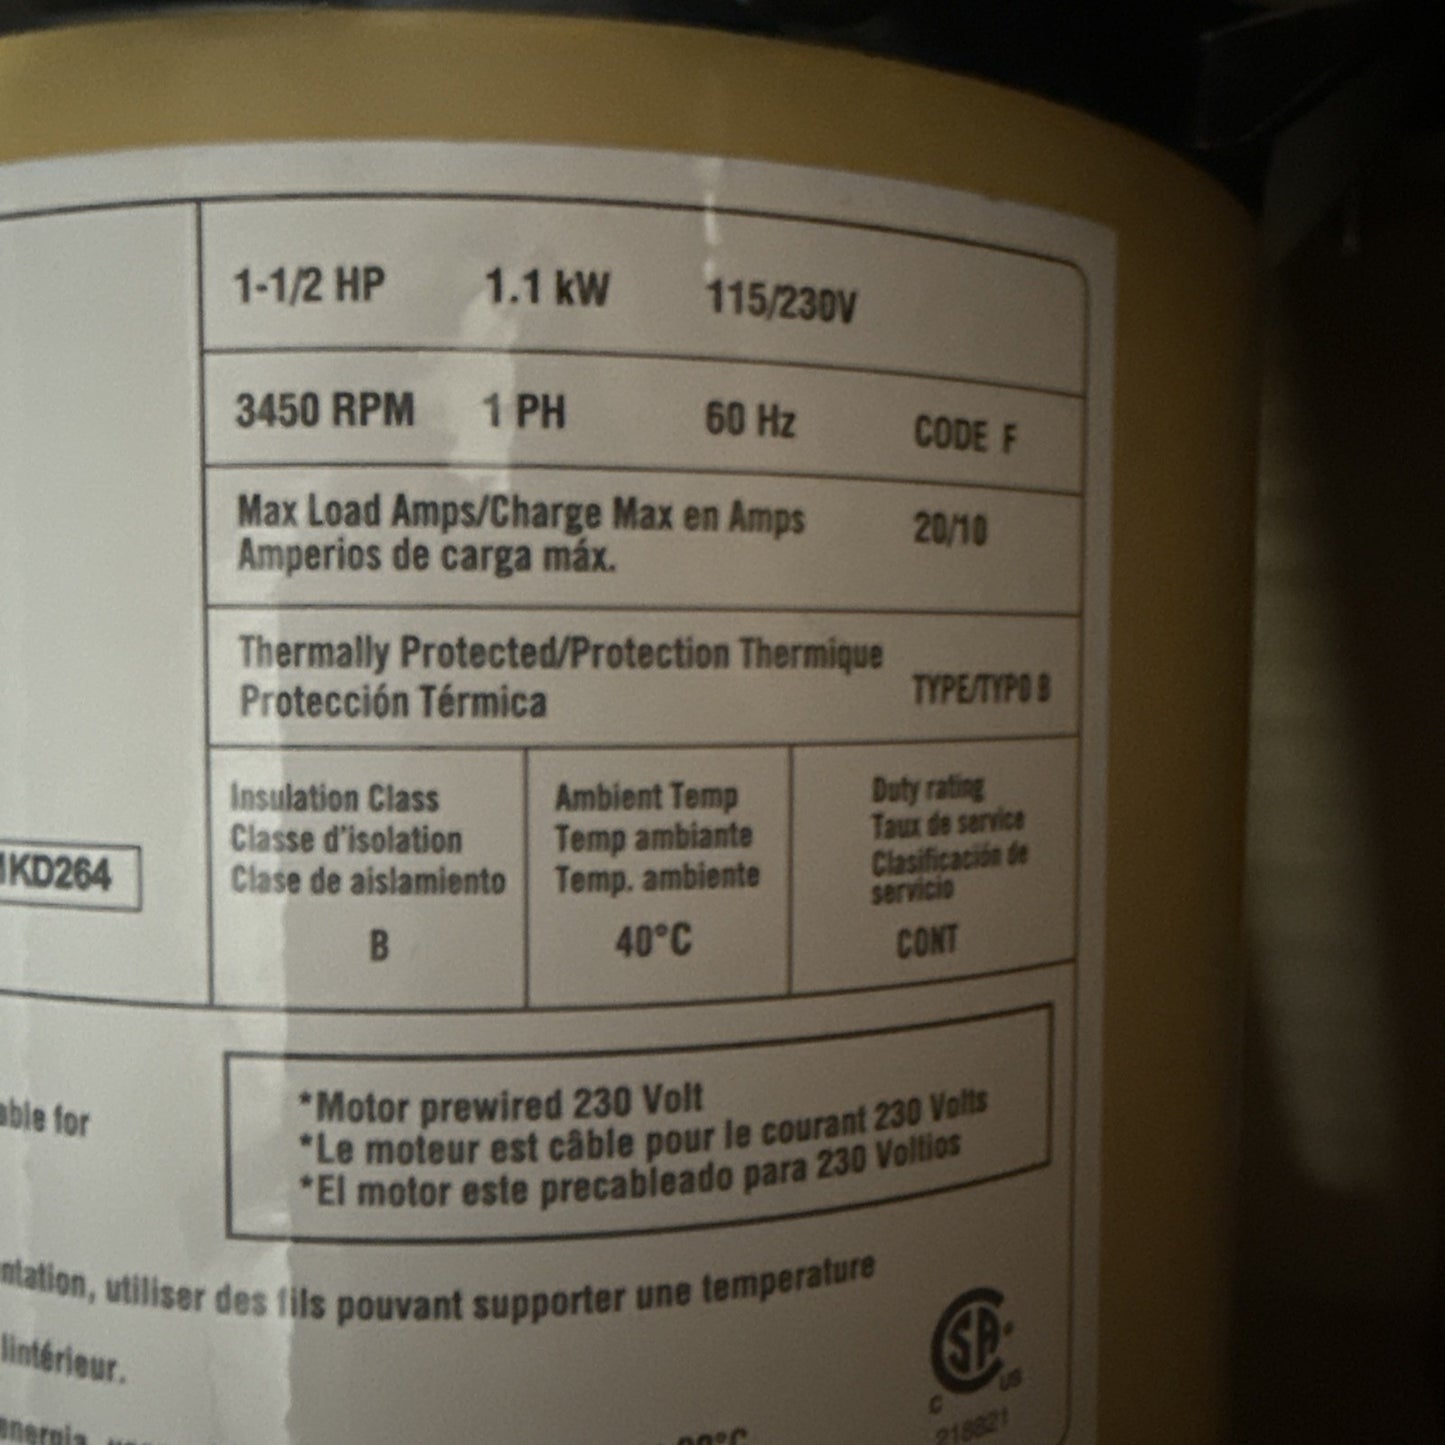 1-1/2 HP 1.1 kW 115/230V
3450 RPM 1 PH 60 Hz CODE F
Max Load Amps/Charge Max en Amps 20/10
Amperios de carga máx.
Thermally Protected/Protection Thermique
Protección Térmica TYPE/TYPO B
Insulation Class
Classe d'isolation
Clase de aislamiento
B
Ambient Temp
Temp ambiante
Temp. ambiente
40°C
Duty rating
Taux de service
Clasificación de
servicio
CONT
KD264
for
*Motor prewired 230 Volt
*Le moteur est câble pour le courant 230 Volts
*El motor este precableado para 230 Voltios
utiliser des fils pouvant supporter une temperature
lintérieur.
CSA
C US
218821